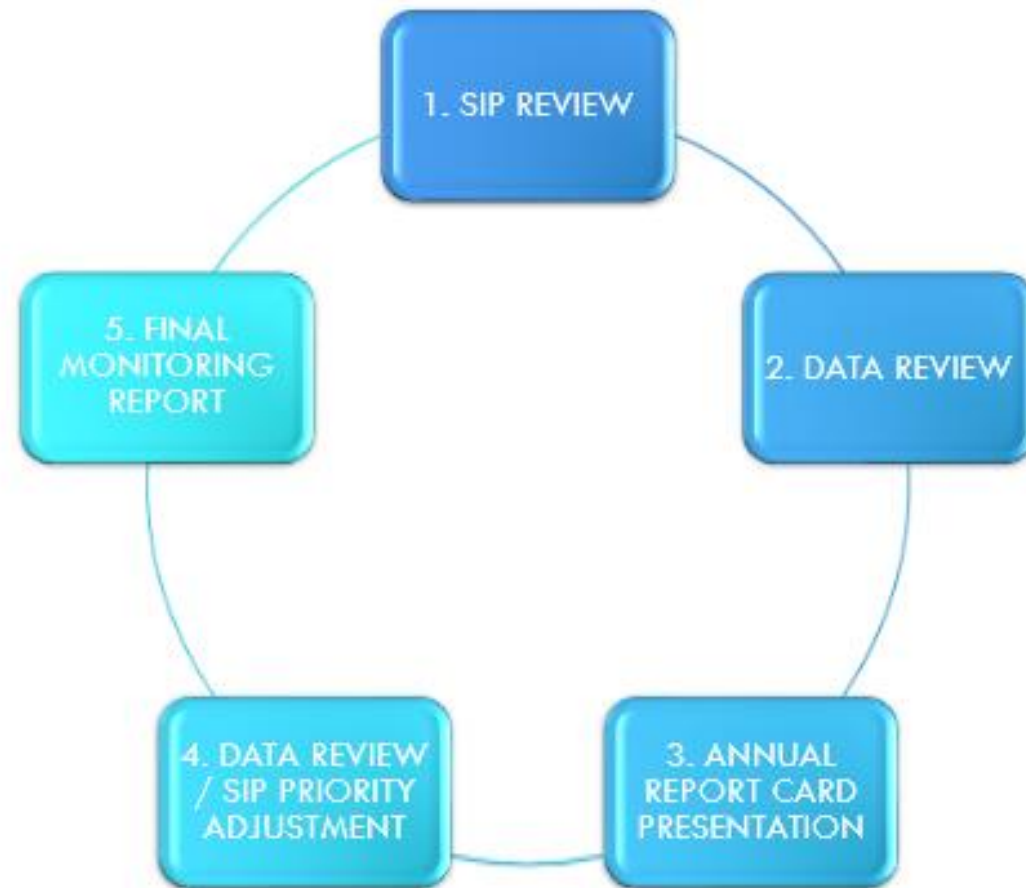 1. SIP REVIEW
2. DATA REVIEW
3. ANNUAL
REPORT CARD
PRESENTATION
4. DATA REVIEW
/ SIP PRIORITY
ADJUSTMENT
5. FINAL
MONITORING
REPORT